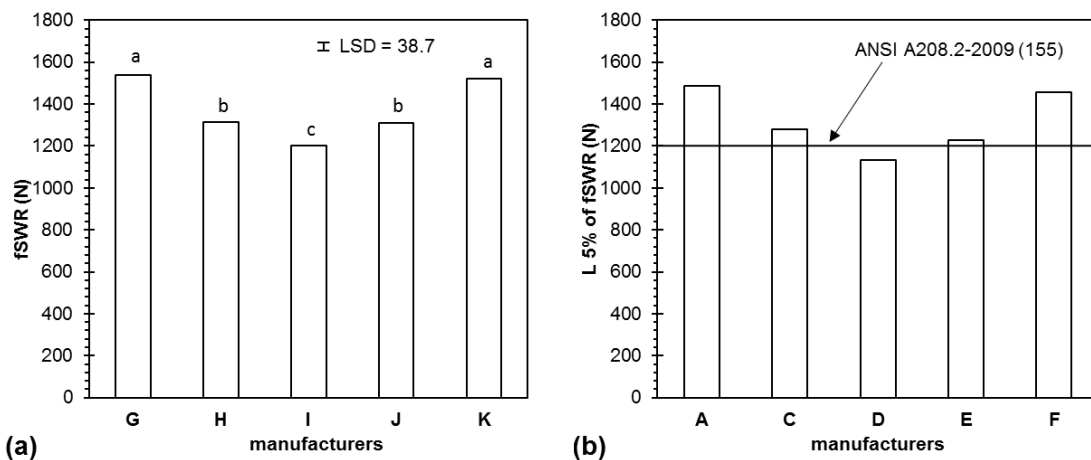 1800
1600
1400
1200
1000
800
600
400
200
0
fSWR (N)
LSD = 38.7
a
b
c
b
a
G H I J K
manufacturers
(a)
1800
1600
1400
1200
1000
800
600
400
200
0
L 5% of fSWR (N)
ANSI A208.2-2009 (155)
A C D E F
manufacturers
(b)